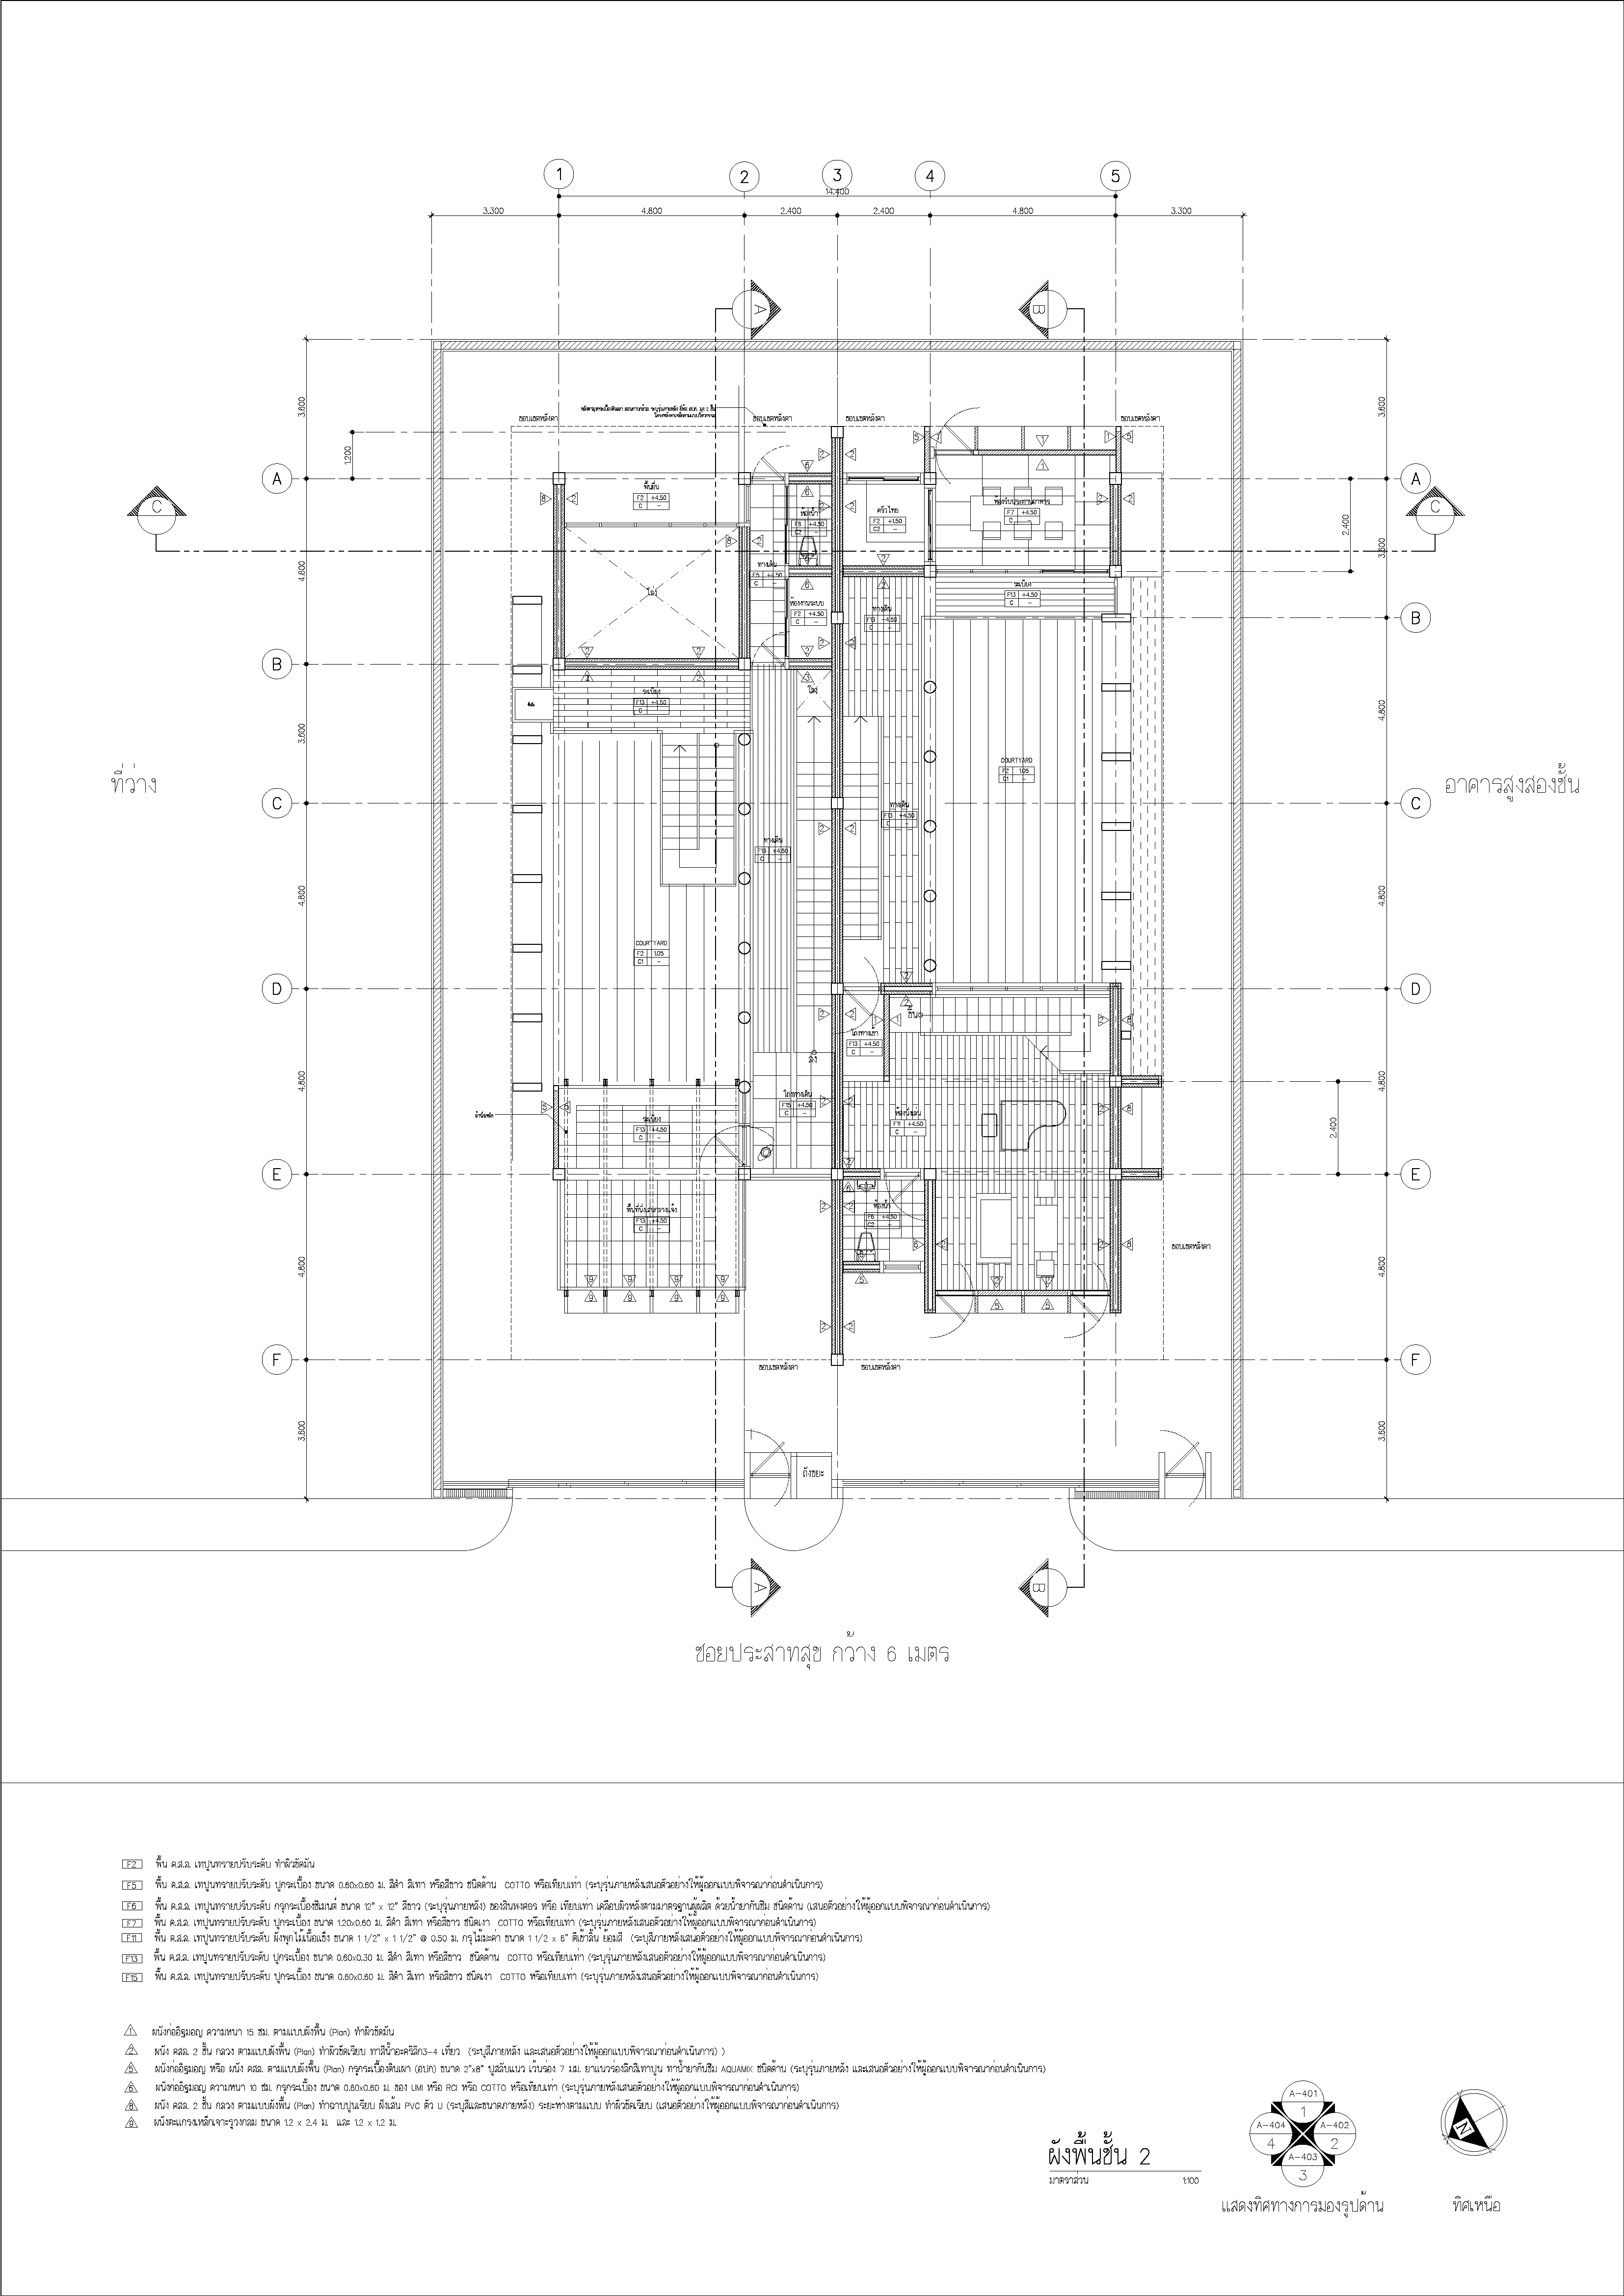 1 2 3 4 5
14.400
3.300 4.800 2.400 2.400 4.800 3.300
A B
3.600 3.600
ขอบเขตหลังคา ขอบเขตหลังคา ขอบเขตหลังคา ขอบเขตหลังคา
1.200
A A
C C
พื้นยื่น
F2 +4.50
C –
ห้องน้ำ
F6 +4.50
C2 –
ครัวไทย
F2 +1.50
C2 –
ห้องรับประทานอาหาร
F7 +4.50
C –
2.400
3.600
4.800
ทางเดิน
F5 +4.50
C –
โล่ง
ระเบียง
F13 +4.50
C –
ห้องงานระบบ
F2 +4.50
C –
ทางเดิน
F13 +4.50
C –
B B
ระเบียง
F13 +4.50
C
โล่ง
3.600 4.800
COURTYARD
F2 1.05
C1 –
ที่ว่าง
อาคารสูงสองชั้น
C C
ทางเดิน
F13 +4.50
C –
ทางเดิน
F13 +4.50
C –
4.800 4.800
COURTYARD
F2 1.05
C1 –
D D
ขึ้น
โถงทางเข้า
F13 +4.50
C –
ลง
4.800 4.800
โถงทางเดิน
F15 +4.50
C –
ระเบียง
F13 +4.50
C –
ห้องนั่งเล่น
F11 +4.50
C –
2.400
E E
พื้นที่นั่งเล่นกลางแจ้ง
F13 +4.50
C –
ห้องน้ำ
F6 +4.50
C2 –
ขอบเขตหลังคา
4.800 4.800
F F
ขอบเขตหลังคา ขอบเขตหลังคา
3.600 3.600
ถังขยะ
A B
ซอยประสาทสุข กว้าง 6 เมตร
F2 พื้น ค.ส.ล. เทปูนทรายปรับระดับ ทำผิวขัดมัน
F5 พื้น ค.ส.ล. เทปูนทรายปรับระดับ ปูกระเบื้อง ขนาด 0.60x0.60 ม. สีดำ สีเทา หรือสีขาว ชนิดด้าน COTTO หรือเทียบเท่า (ระบุรุ่นภายหลังเสนอตัวอย่างให้ผู้ออกแบบพิจารณาก่อนดำเนินการ)
F6 พื้น ค.ส.ล. เทปูนทรายปรับระดับ กรุกระเบื้องซีเมนต์ ขนาด 12" x 12" สีขาว (ระบุรุ่นภายหลัง) ของสินพงศธร หรือ เทียบเท่า เคลือบผิวหลังตามมาตรฐานผู้ผลิต ด้วยน้ำยากันซึม ชนิดด้าน (เสนอตัวอย่างให้ผู้ออกแบบพิจารณาก่อนดำเนินการ)
F7 พื้น ค.ส.ล. เทปูนทรายปรับระดับ ปูกระเบื้อง ขนาด 1.20x0.60 ม. สีดำ สีเทา หรือสีขาว ชนิดเงา COTTO หรือเทียบเท่า (ระบุรุ่นภายหลังเสนอตัวอย่างให้ผู้ออกแบบพิจารณาก่อนดำเนินการ)
F11 พื้น ค.ส.ล. เทปูนทรายปรับระดับ ฝังพุกไม้เนื้อแข็ง ขนาด 1 1/2" x 1 1/2" @ 0.50 ม. กรุไม้มะค่า ขนาด 1 1/2 x 6" ตีเข้าลิ้น ย้อมสี (ระบุสีภายหลังเสนอตัวอย่างให้ผู้ออกแบบพิจารณาก่อนดำเนินการ)
F13 พื้น ค.ส.ล. เทปูนทรายปรับระดับ ปูกระเบื้อง ขนาด 0.60x0.30 ม. สีดำ สีเทา หรือสีขาว ชนิดด้าน COTTO หรือเทียบเท่า (ระบุรุ่นภายหลังเสนอตัวอย่างให้ผู้ออกแบบพิจารณาก่อนดำเนินการ)
F15 พื้น ค.ส.ล. เทปูนทรายปรับระดับ ปูกระเบื้อง ขนาด 0.60x0.60 ม. สีดำ สีเทา หรือสีขาว ชนิดเงา COTTO หรือเทียบเท่า (ระบุรุ่นภายหลังเสนอตัวอย่างให้ผู้ออกแบบพิจารณาก่อนดำเนินการ)
1 ผนังก่ออิฐมอญ ความหนา 15 ซม. ตามแบบผังพื้น (Plan) ทำผิวขัดมัน
2 ผนัง คสล. 2 ชั้น กลวง ตามแบบผังพื้น (Plan) ทำผิวขัดเรียบ ทาสีน้ำอะคริลิก3-4 เที่ยว (ระบุสีภายหลัง และเสนอตัวอย่างให้ผู้ออกแบบพิจารณาก่อนดำเนินการ) )
5 ผนังก่ออิฐมอญ หรือ ผนัง คสล. ตามแบบผังพื้น (Plan) กรุกระเบื้องดินเผา (อปก) ขนาด 2"x8" ปูสลับแนว เว้นร่อง 7 มม. ยาแนวร่องลึกสีเทาปูน ทาน้ำยากันซึม AQUAMIX ชนิดด้าน (ระบุรุ่นภายหลัง และเสนอตัวอย่างให้ผู้ออกแบบพิจารณาก่อนดำเนินการ)
6 ผนังก่ออิฐมอญ ความหนา 10 ซม. กรุกระเบื้อง ขนาด 0.60x0.60 ม. ของ UMI หรือ RCI หรือ COTTO หรือเทียบเท่า (ระบุรุ่นภายหลังเสนอตัวอย่างให้ผู้ออกแบบพิจารณาก่อนดำเนินการ)
8 ผนัง คสล. 2 ชั้น กลวง ตามแบบผังพื้น (Plan) ทำฉาบปูนเรียบ ฝังเส้น PVC ตัว U (ระบุสีและขนาดภายหลัง) ระยะห่างตามแบบ ทำผิวขัดเรียบ (เสนอตัวอย่างให้ผู้ออกแบบพิจารณาก่อนดำเนินการ)
9 ผนังตะแกรงเหล็กเจาะรูวงกลม ขนาด 1.2 x 2.4 ม. และ 1.2 x 1.2 ม.
ผังพื้นชั้น 2
มาตราส่วน 1:100
A-401
1
A-404 A-402
4 2
A-403
3
แสดงทิศทางการมองรูปด้าน
N
ทิศเหนือ